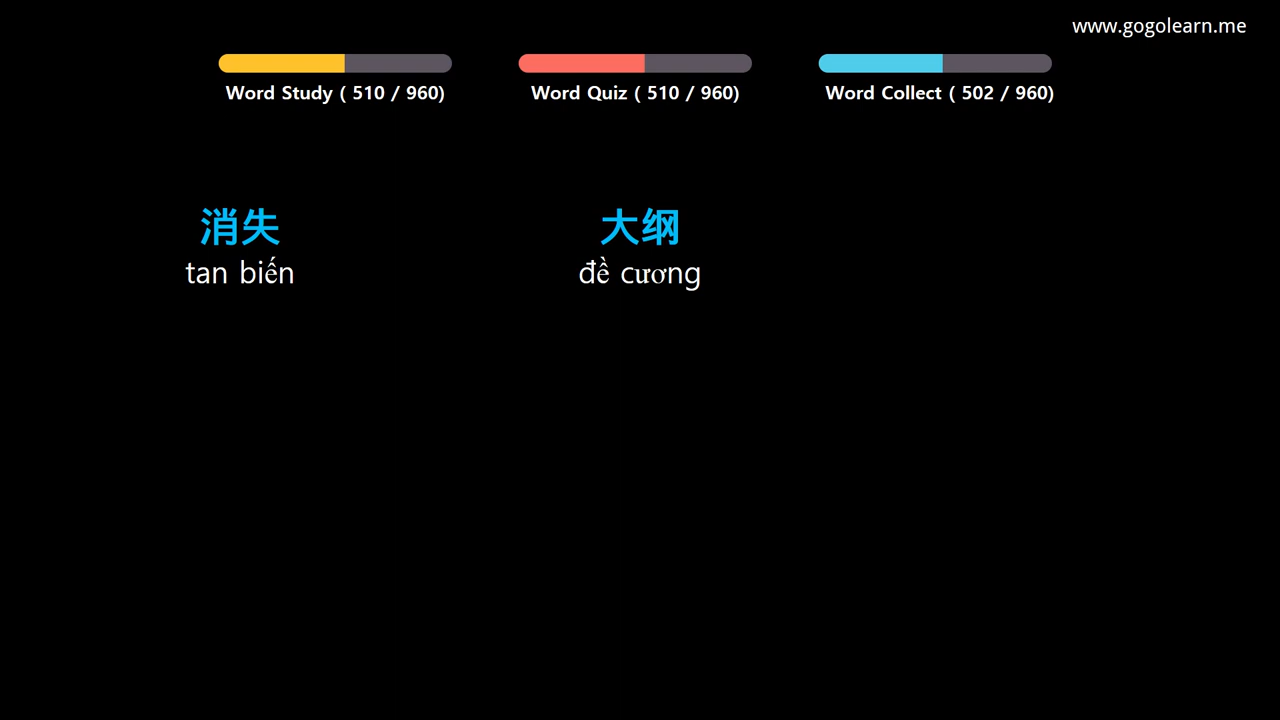 www.gogolearn.me
Word Study ( 510 / 960)
Word Quiz ( 510 / 960)
Word Collect ( 502 / 960)
消失
tan biến
大纲
đề cương